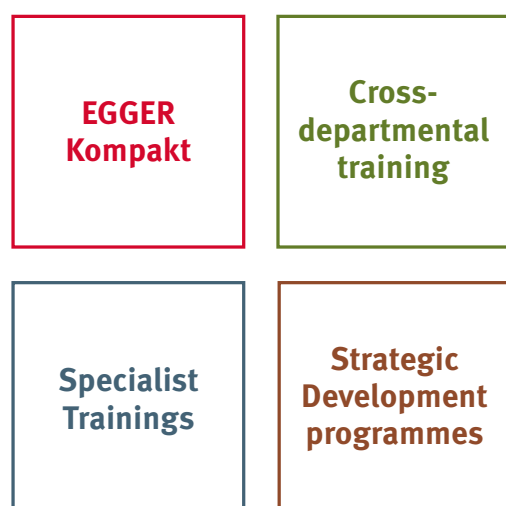 EGGER
Kompakt
Cross-
departmental
training
Specialist
Trainings
Strategic
Development
programmes